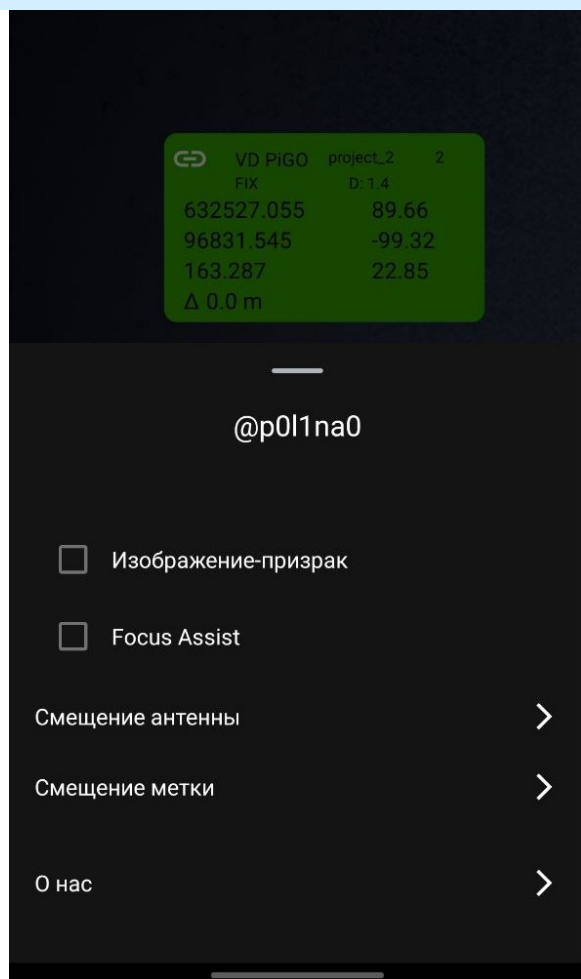 VD PiGO project_2 2
FIX D: 1.4
632527.055 89.66
96831.545 -99.32
163.287 22.85
Δ 0.0 m
@p0l1na0
Изображение-призрак
Focus Assist
Смещение антенны
Смещение метки
О нас